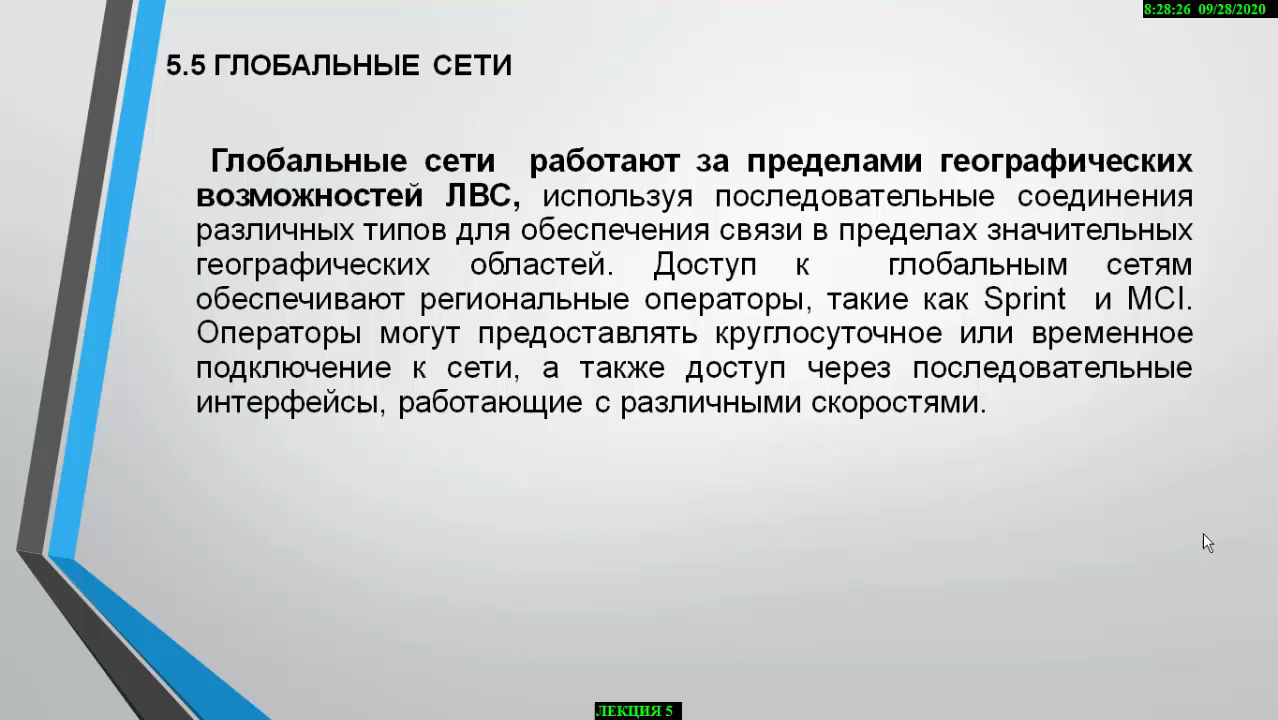 8:28:26 09/28/2020
5.5 ГЛОБАЛЬНЫЕ СЕТИ
Глобальные сети работают за пределами географических
возможностей ЛВС, используя последовательные соединения
различных типов для обеспечения связи в пределах значительных
географических областей. Доступ к глобальным сетям
обеспечивают региональные операторы, такие как Sprint и MCI.
Операторы могут предоставлять круглосуточное или временное
подключение к сети, а также доступ через последовательные
интерфейсы, работающие с различными скоростями.
ЛЕКЦИЯ 5